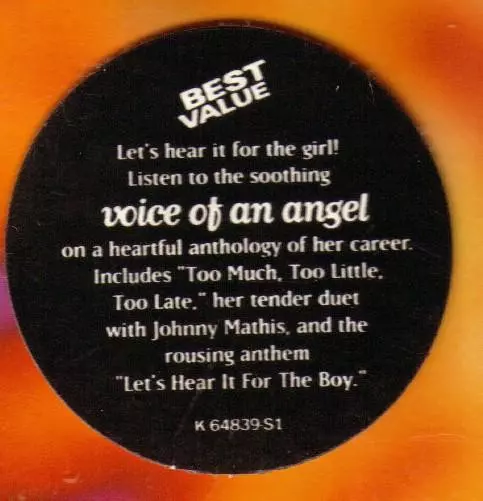 BEST
VALUE
Let's hear it for the girl!
Listen to the soothing
voice of an angel
on a heartful anthology of her career.
Includes "Too Much, Too Little,
Too Late," her tender duet
with Johnny Mathis, and the
rousing anthem
"Let's Hear It For The Boy."
K 64839-S1